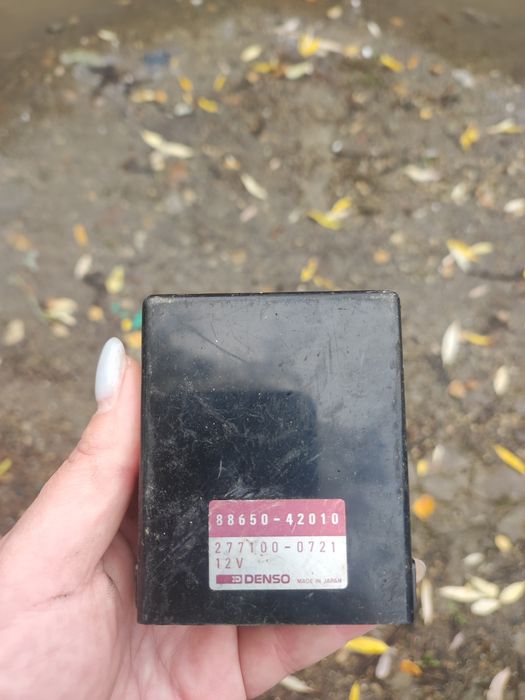 88650-42010
277100-0721
12V
DENSO MADE IN JAPAN